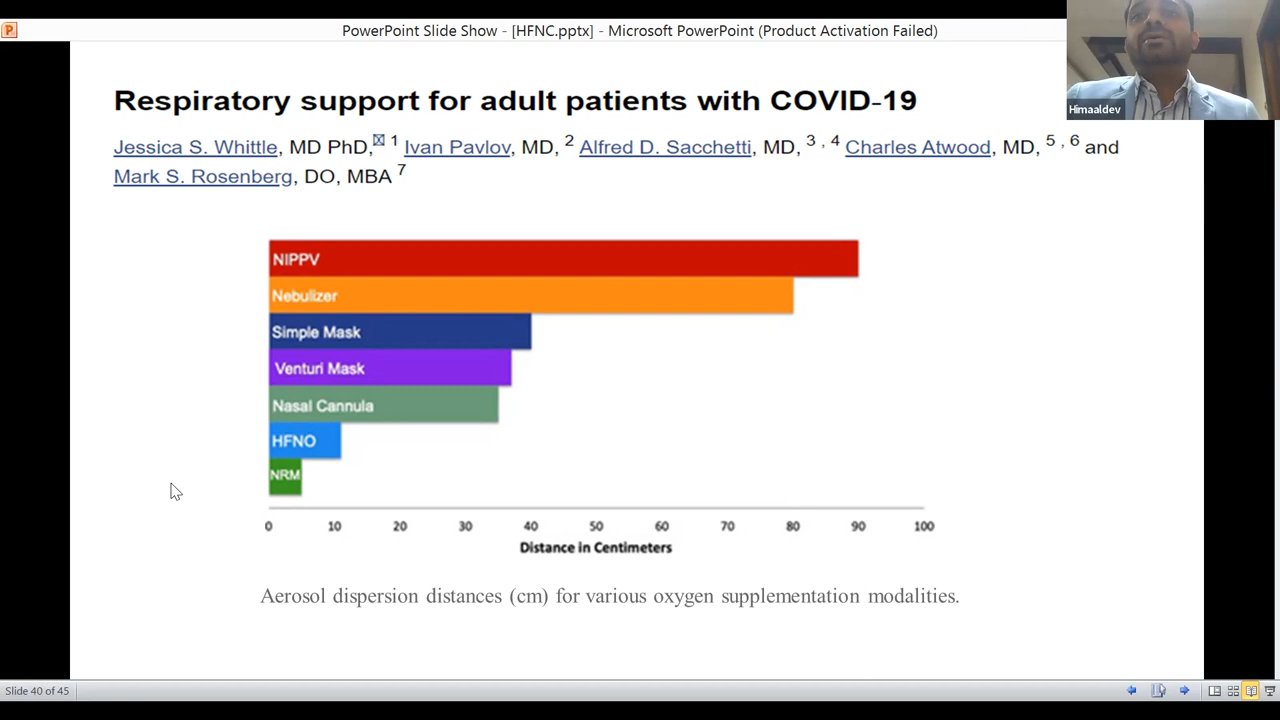 PowerPoint Slide Show - [HFNC.pptx] - Microsoft PowerPoint (Product Activation Failed)
Himaaldev
Respiratory support for adult patients with COVID-19
Jessica S. Whittle, MD PhD, 1 Ivan Pavlov, MD, 2 Alfred D. Sacchetti, MD, 3 , 4 Charles Atwood, MD, 5 , 6 and
Mark S. Rosenberg, DO, MBA 7
NIPPV
Nebulizer
Simple Mask
Venturi Mask
Nasal Cannula
HFNO
NRM
0 10 20 30 40 50 60 70 80 90 100
Distance in Centimeters
Aerosol dispersion distances (cm) for various oxygen supplementation modalities.
Slide 40 of 45